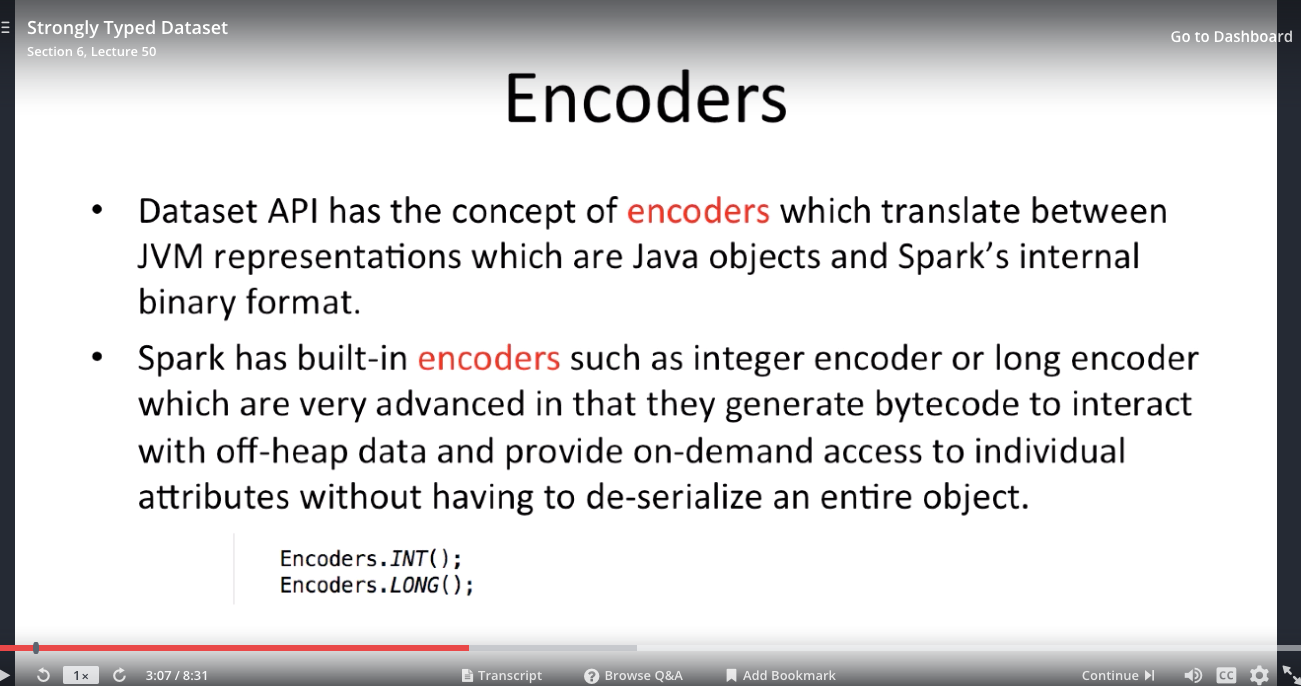 Strongly Typed Dataset
Section 6, Lecture 50
Go to Dashboard
Encoders
• Dataset API has the concept of encoders which translate between
JVM representations which are Java objects and Spark’s internal
binary format.
• Spark has built-in encoders such as integer encoder or long encoder
which are very advanced in that they generate bytecode to interact
with off-heap data and provide on-demand access to individual
attributes without having to de-serialize an entire object.
Encoders.INT();
Encoders.LONG();
1x 3:07 / 8:31 Transcript ? Browse Q&A Add Bookmark Continue CC